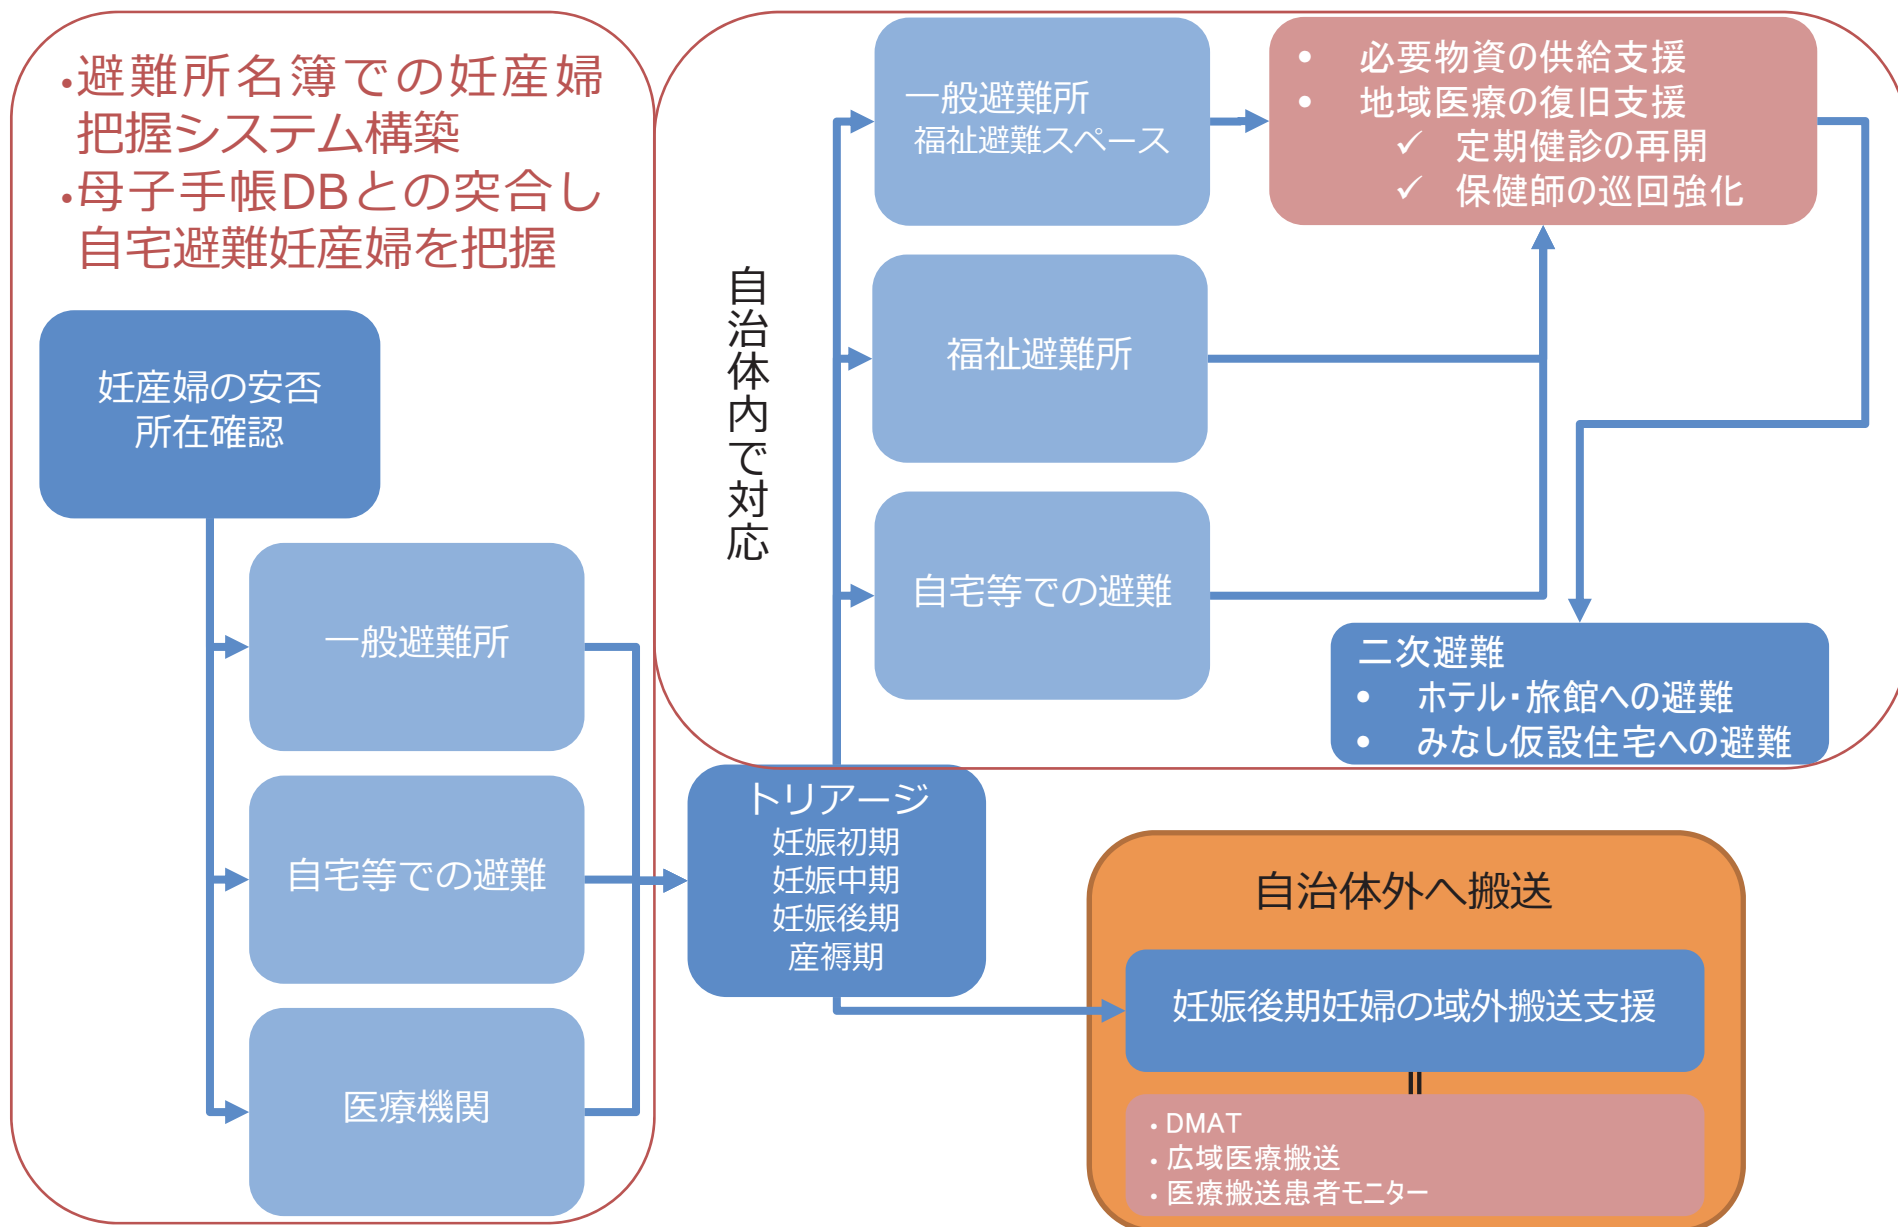 ・避難所名簿での妊産婦
把握システム構築
・母子手帳DBとの突合し
自宅避難妊産婦を把握
妊産婦の安否
所在確認
一般避難所
自宅等での避難
医療機関
トリアージ
妊娠初期
妊娠中期
妊娠後期
産褥期
自治体内で対応
一般避難所
福祉避難スペース
福祉避難所
自宅等での避難
• 必要物資の供給支援
• 地域医療の復旧支援
✓ 定期健診の再開
✓ 保健師の巡回強化
二次避難
• ホテル・旅館への避難
• みなし仮設住宅への避難
自治体外へ搬送
妊娠後期妊婦の域外搬送支援
・DMAT
・広域医療搬送
・医療搬送患者モニター